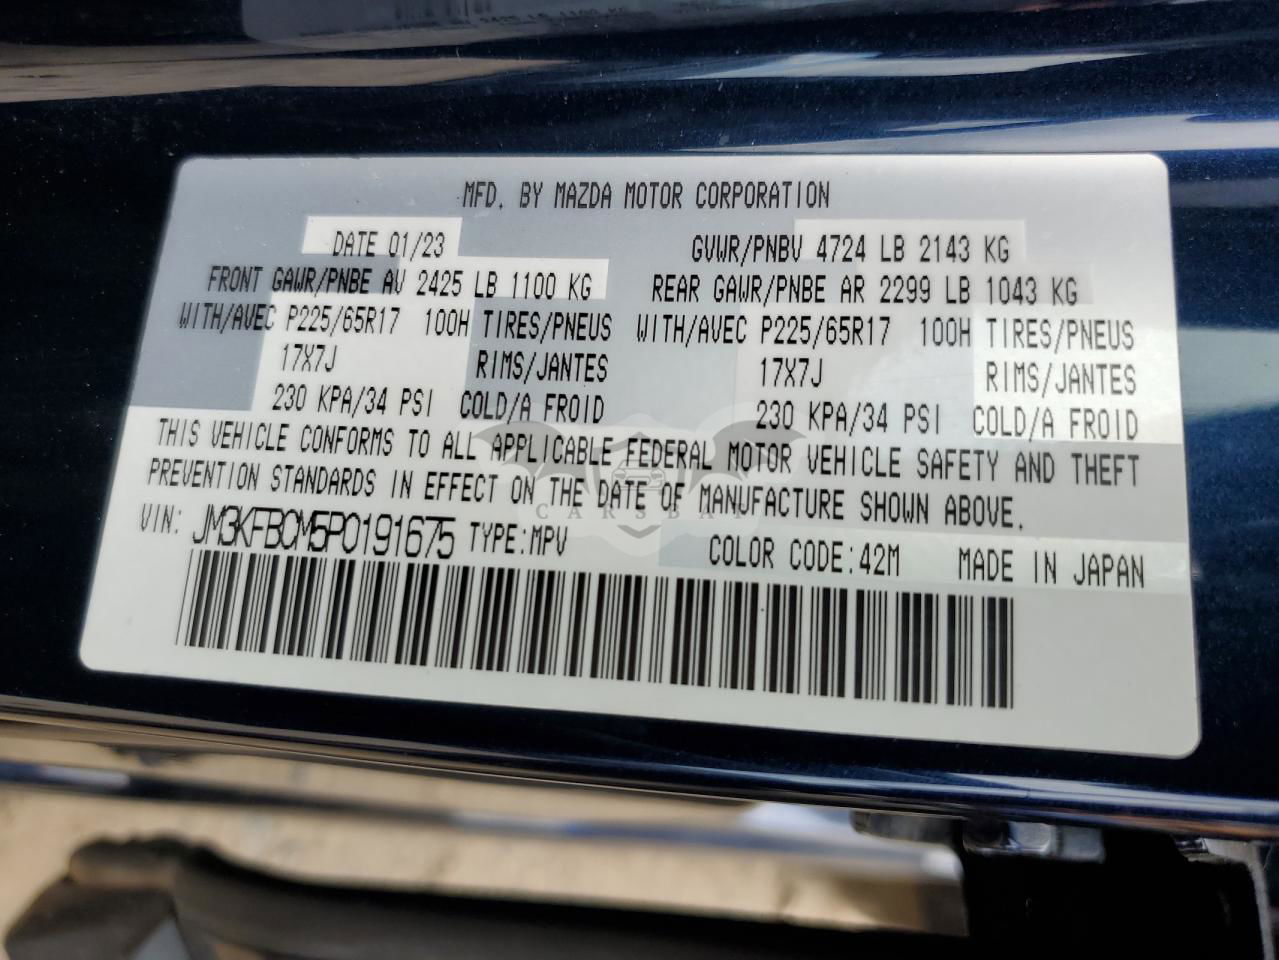 MFD. BY MAZDA MOTOR CORPORATION
DATE 01/23 GVWR/PNBV 4724 LB 2143 KG
FRONT GAWR/PNBE AV 2425 LB 1100 KG REAR GAWR/PNBE AR 2299 LB 1043 KG
WITH/AVEC P225/65R17 100H TIRES/PNEUS WITH/AVEC P225/65R17 100H TIRES/PNEUS
17X7J RIMS/JANTES 17X7J RIMS/JANTES
230 KPA/34 PSI COLD/A FROID 230 KPA/34 PSI COLD/A FROID
THIS VEHICLE CONFORMS TO ALL APPLICABLE FEDERAL MOTOR VEHICLE SAFETY AND THEFT
PREVENTION STANDARDS IN EFFECT ON THE DATE OF MANUFACTURE SHOWN ABOVE.
CARSBAT
VIN: JM3KFBCM5P0191675 TYPE:MPV COLOR CODE:42M MADE IN JAPAN